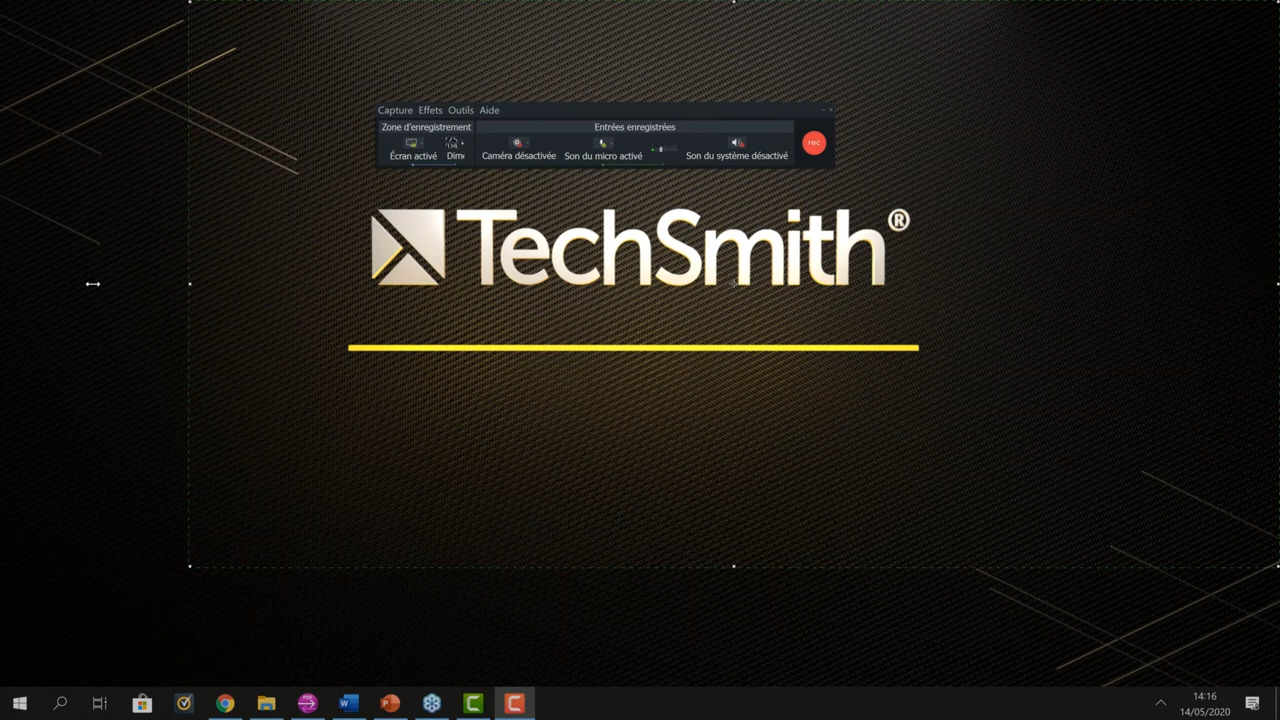 Capture Effets Outils Aide
Zone d'enregistrement Entrées enregistrées
rec
Écran activé Caméra désactivée Son du micro activé Son du système désactivé
TechSmith®
14:16
14/05/2020